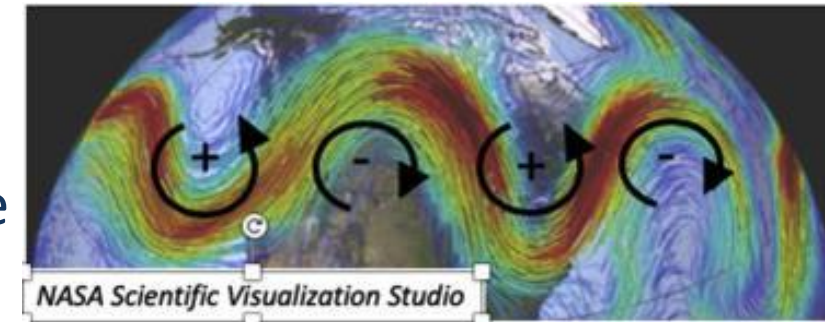 + - + -
e
NASA Scientific Visualization Studio